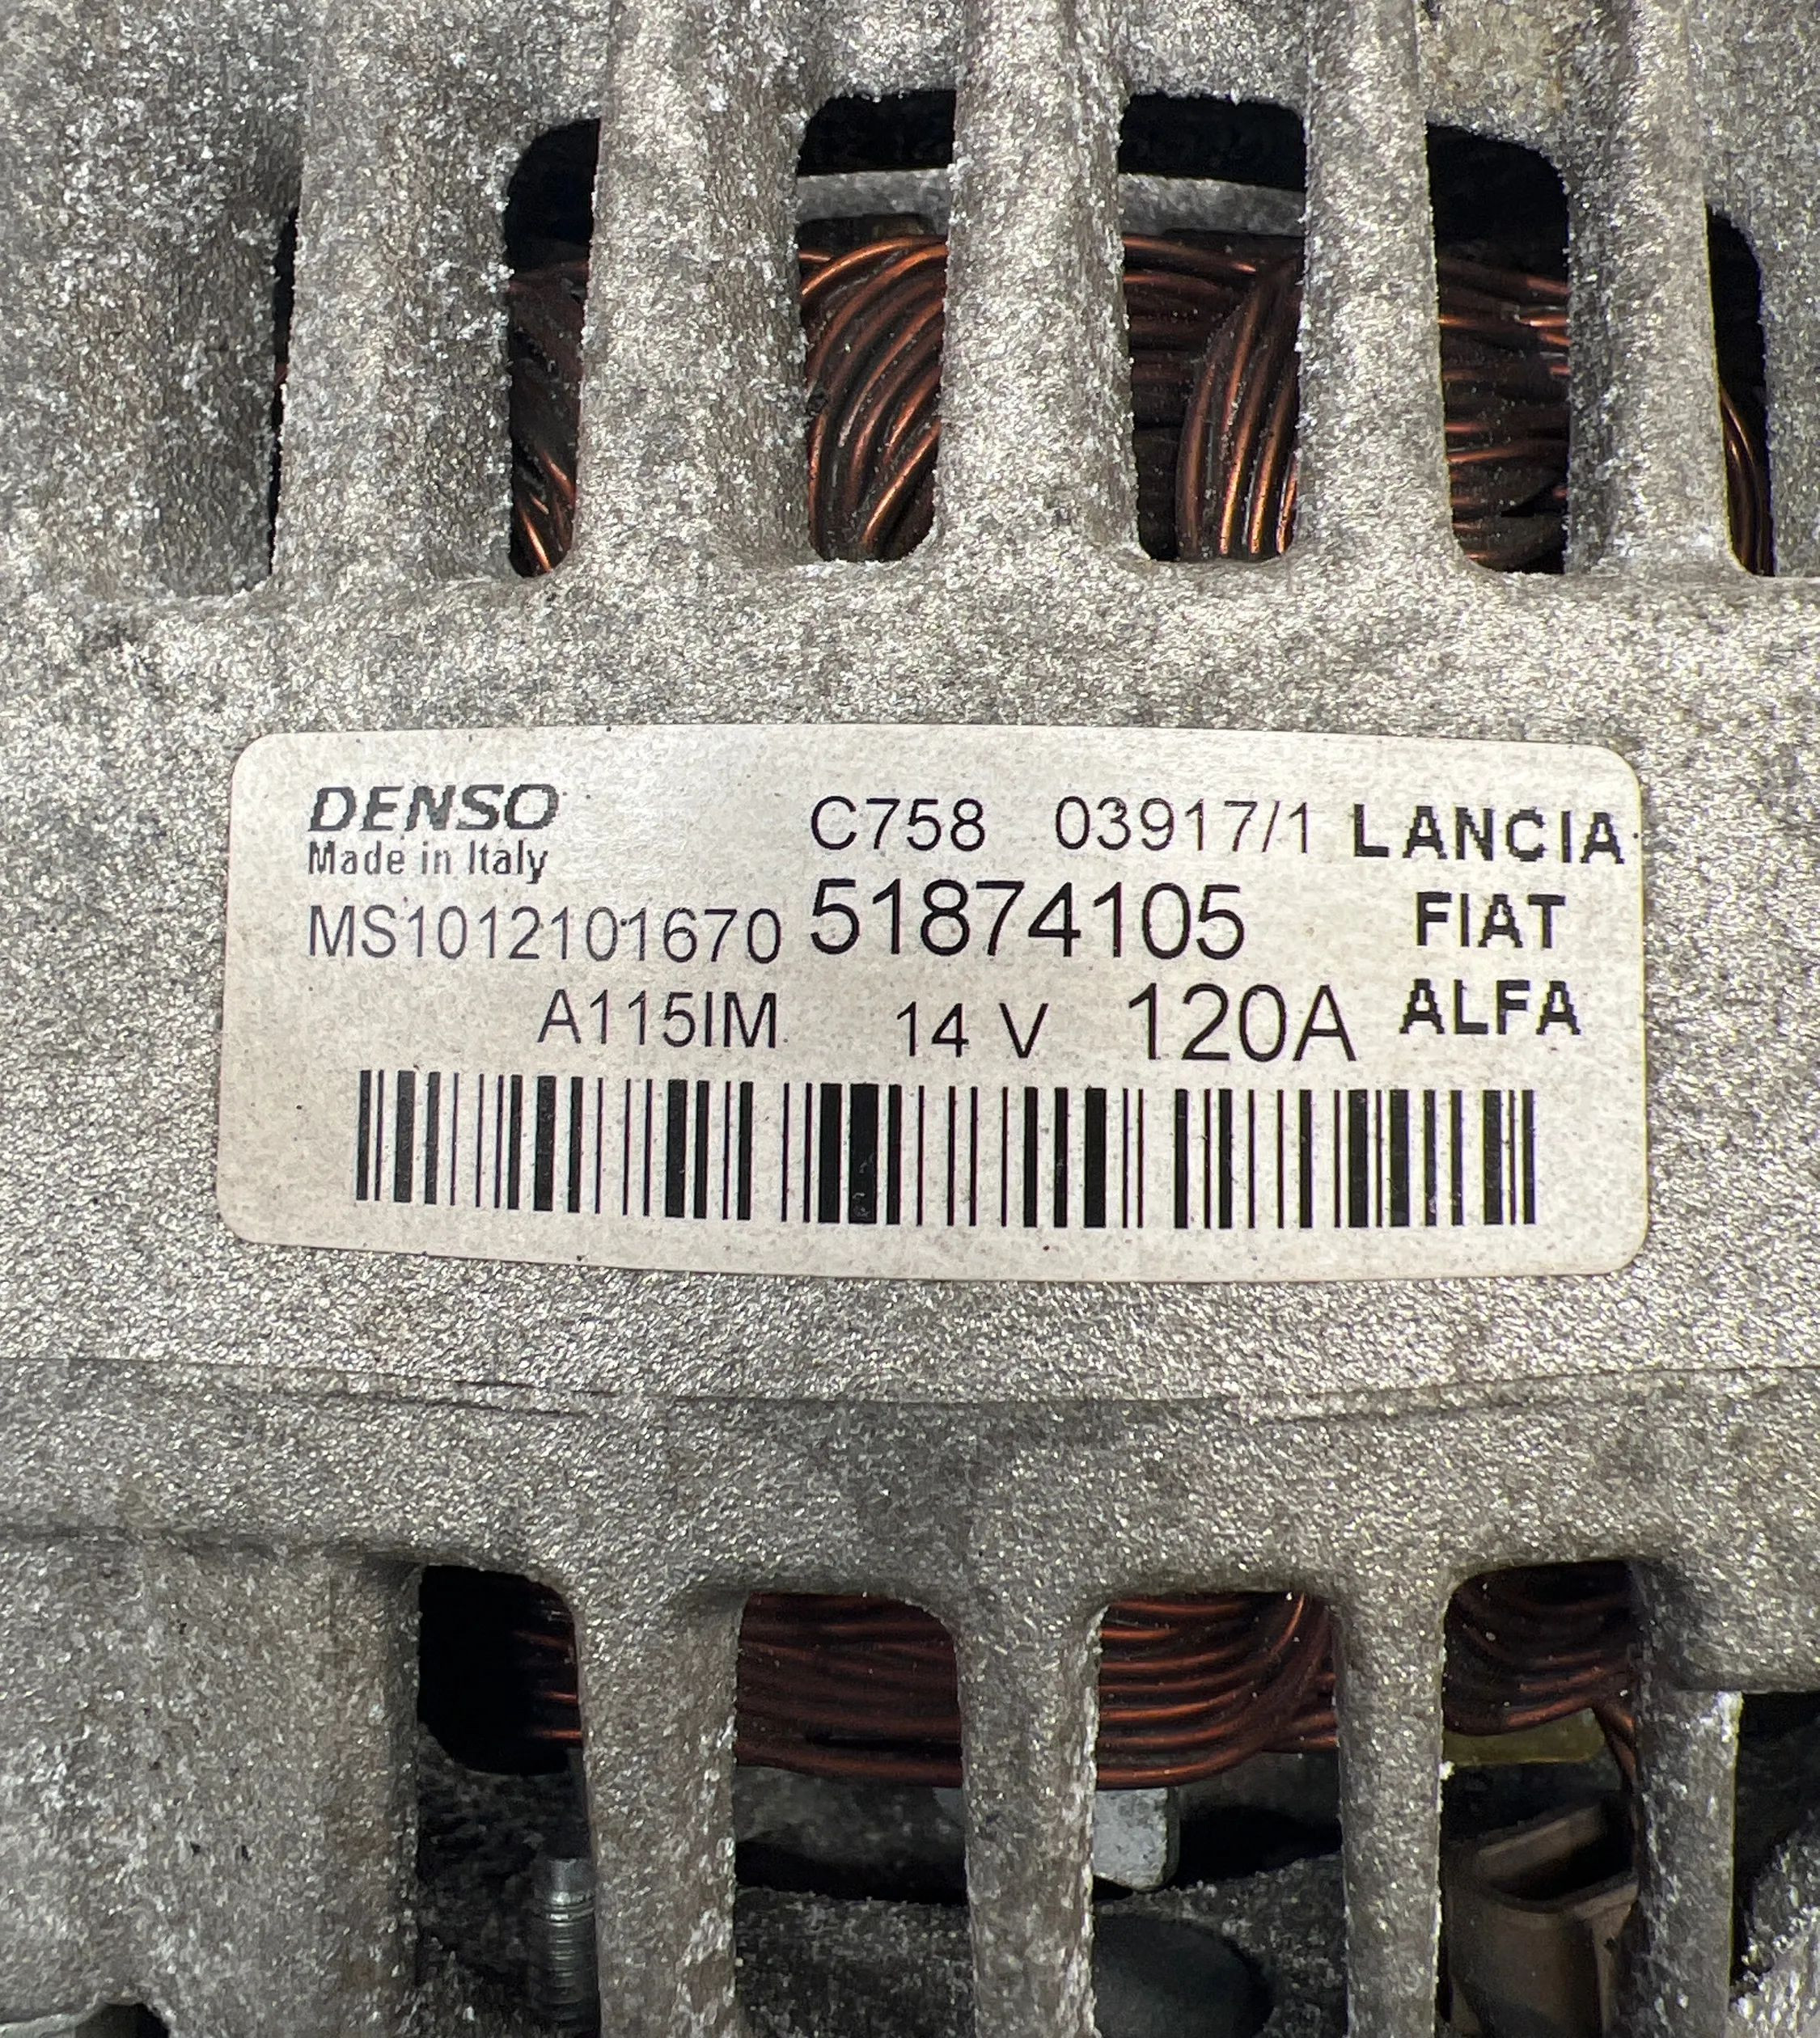 DENSO
Made in Italy
C758 03917/1 LANCIA
MS1012101670 51874105 FIAT
A115IM 14 V 120A ALFA